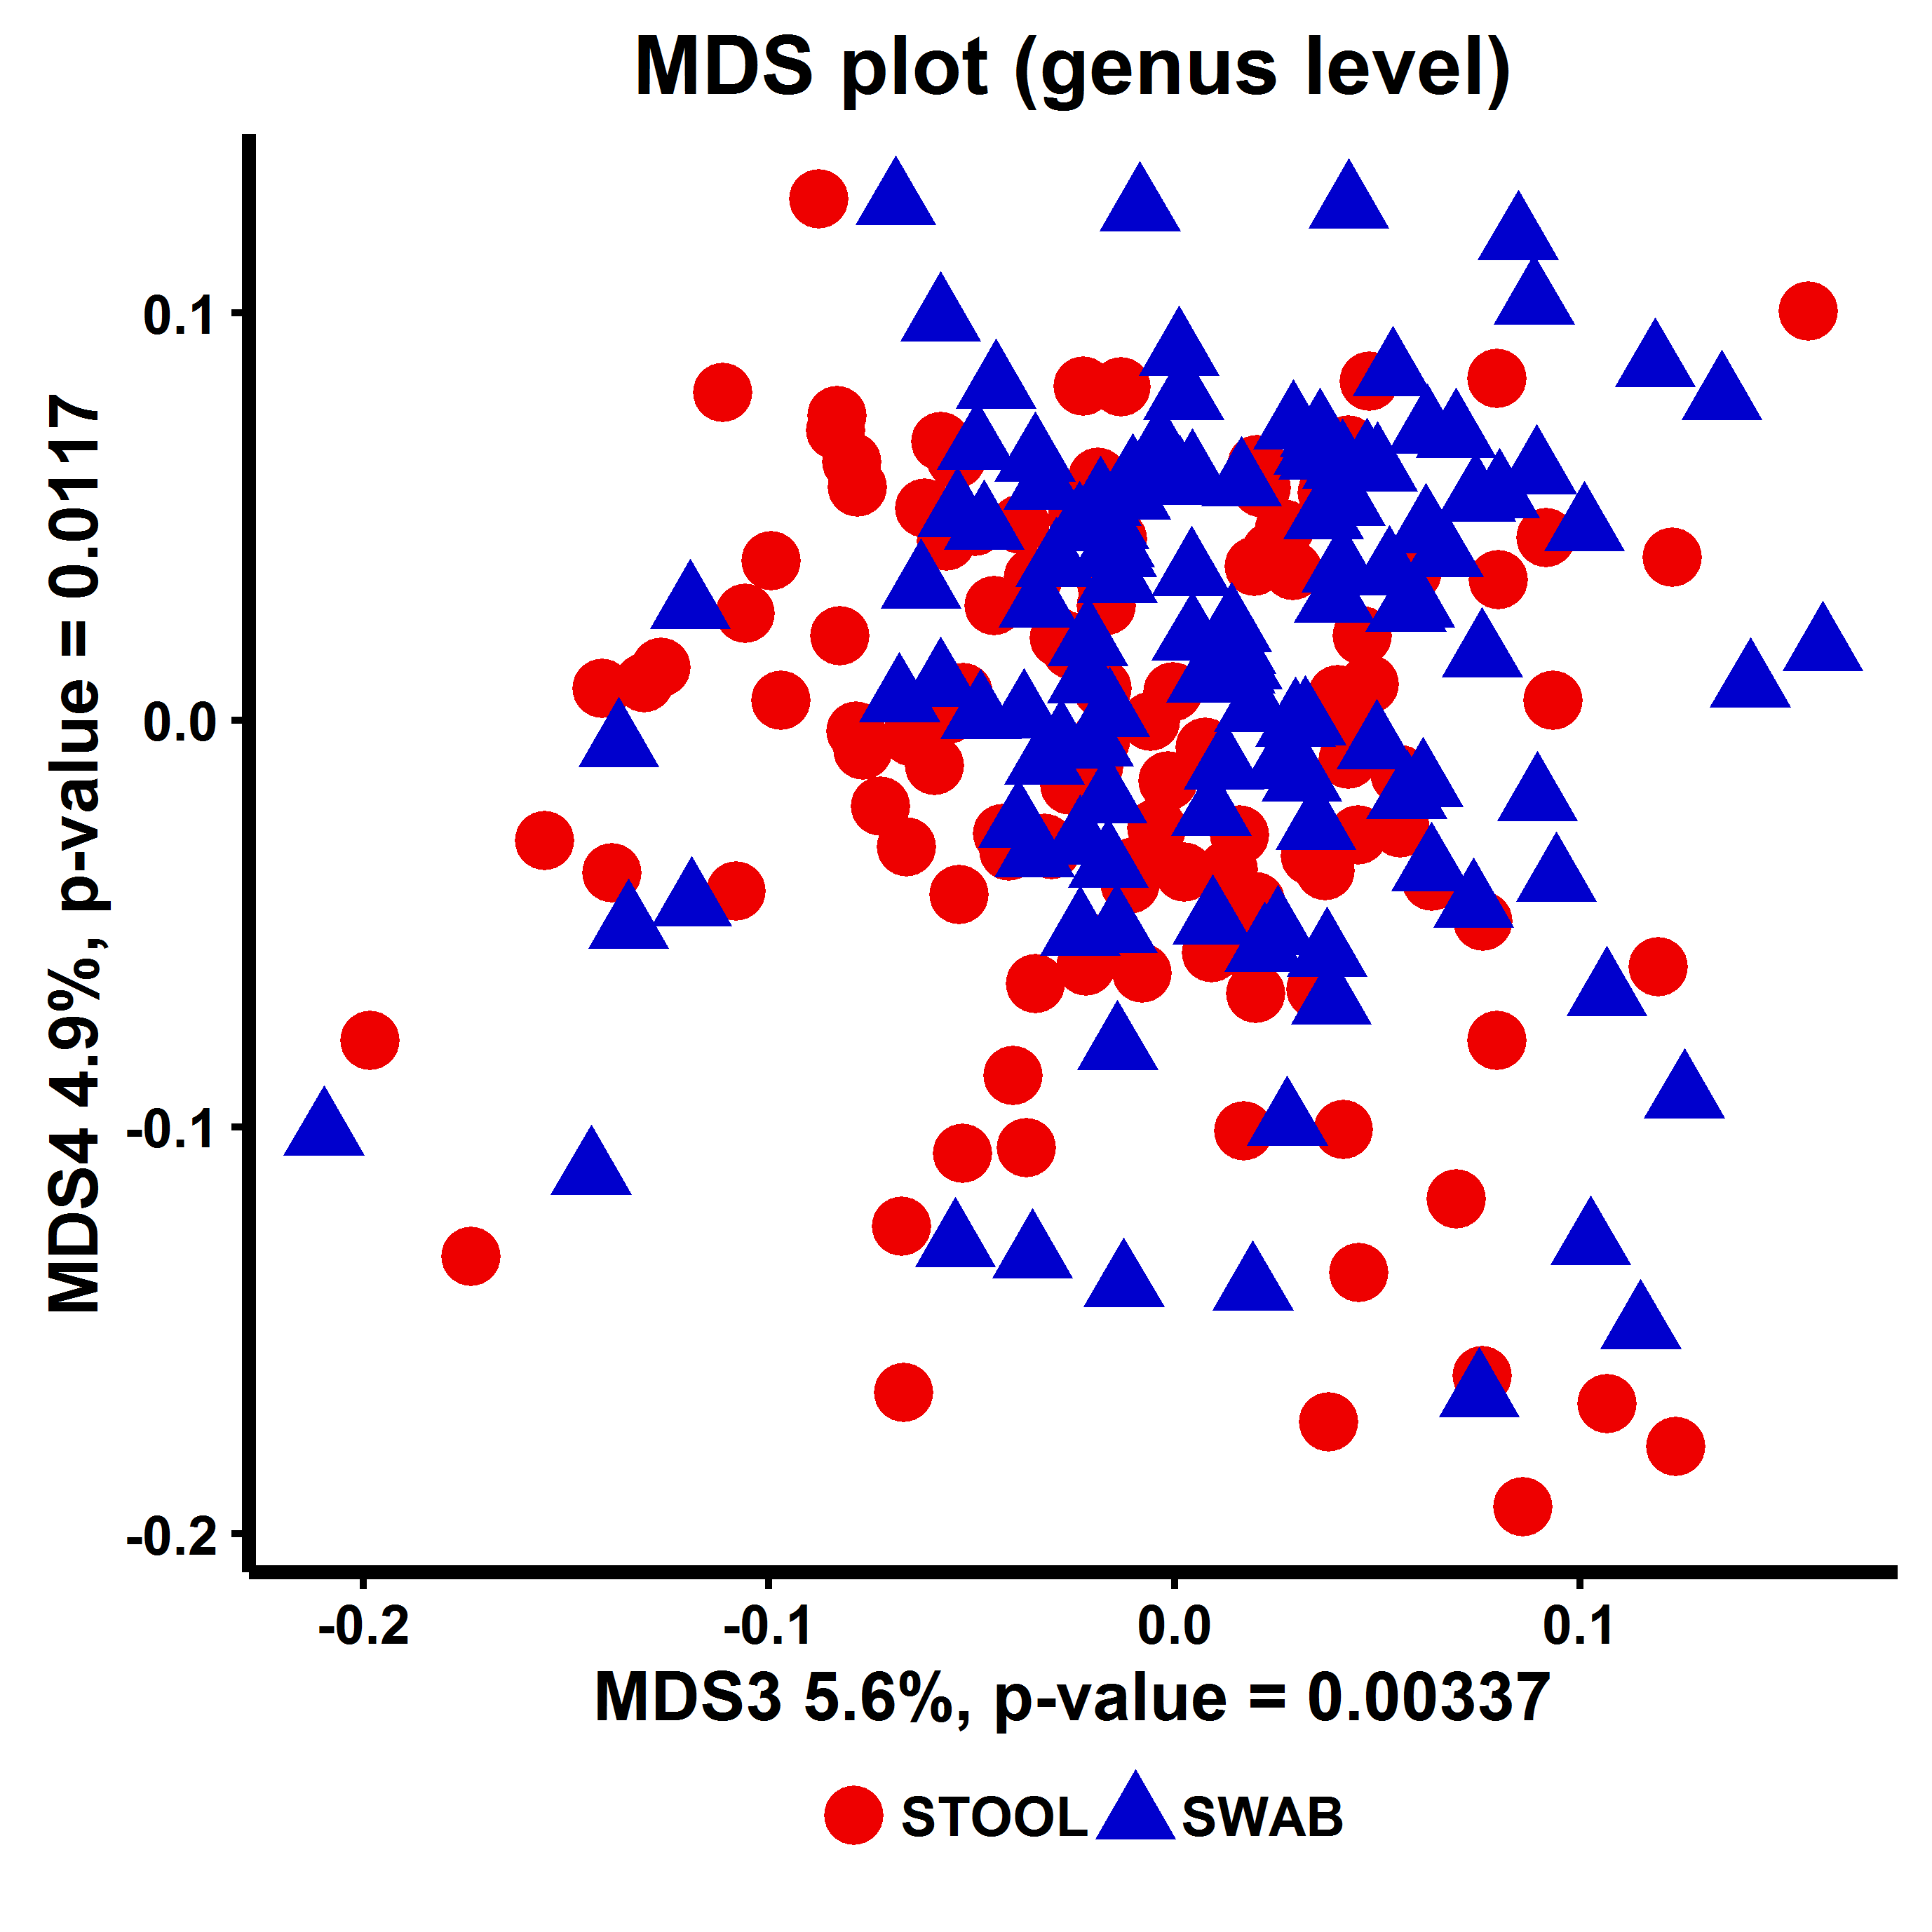 MDS plot (genus level)
MDS4 4.9%, p-value = 0.0117
0.1
0.0
-0.1
-0.2
-0.2
-0.1
0.0
0.1
MDS3 5.6%, p-value = 0.00337
STOOL
SWAB